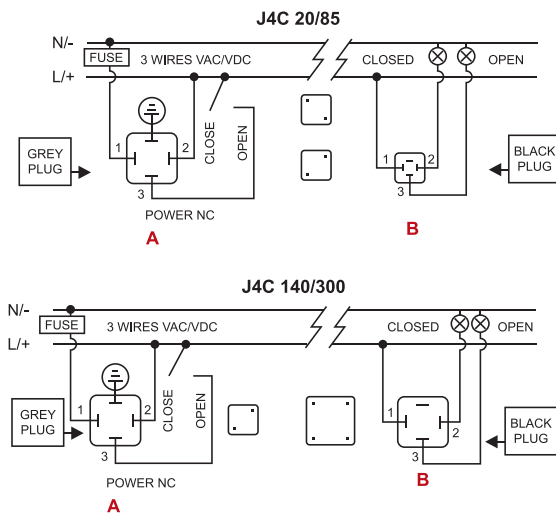 J4C 20/85
N/-
FUSE
3 WIRES VAC/VDC
CLOSED
OPEN
L/+
CLOSE
OPEN
GREY
PLUG
1
2
3
1
2
3
BLACK
PLUG
POWER NC
A
B
J4C 140/300
N/-
FUSE
3 WIRES VAC/VDC
CLOSED
OPEN
L/+
CLOSE
OPEN
GREY
PLUG
1
2
3
1
2
3
BLACK
PLUG
POWER NC
A
B